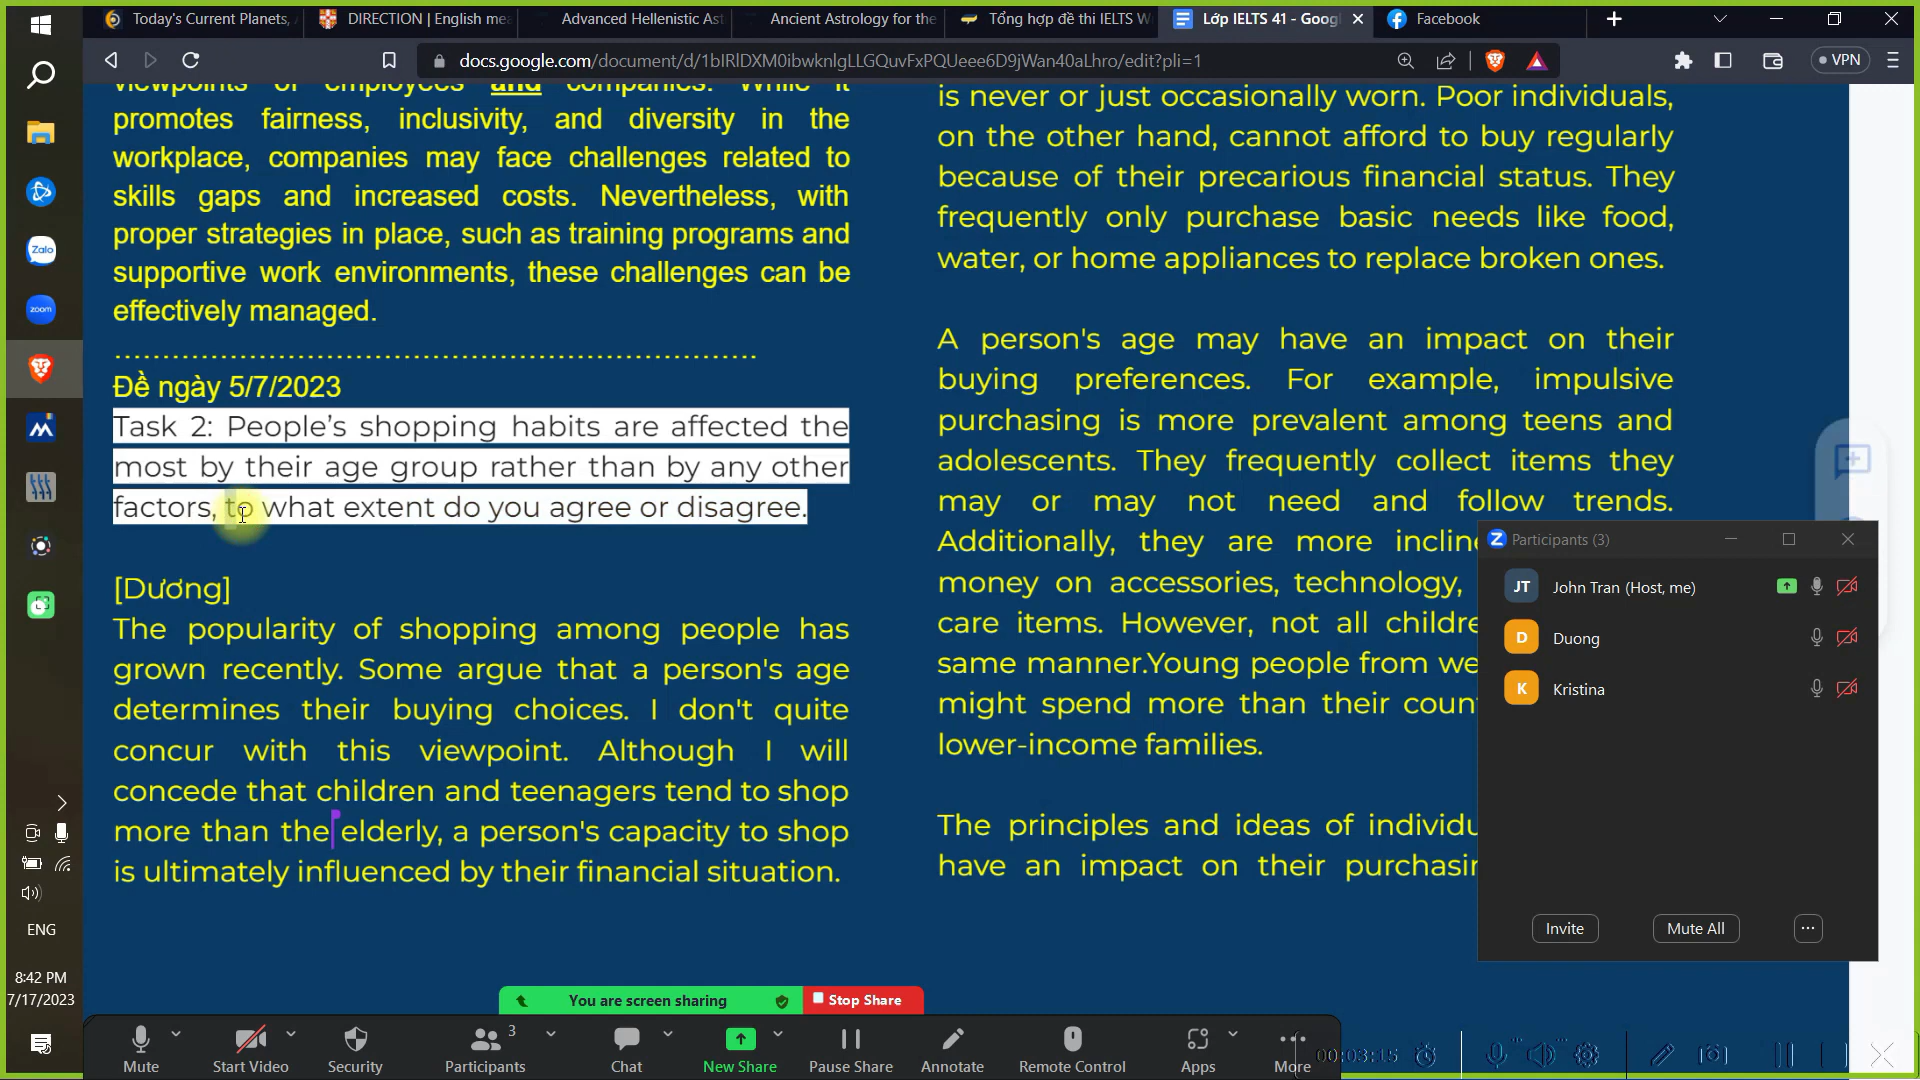 Today's Current Planets,
DIRECTION | English me
Advanced Hellenistic Ast
Ancient Astrology for the
Tổng hợp đề thi IELTS W
Lớp IELTS 41 - Goog
Facebook
docs.google.com/document/d/1bIRlDXM0ibwknlgLLGQuvFxPQUeee6D9jWan40aLhro/edit?pli=1
VPN
viewpoints of employees and companies. While it
promotes fairness, inclusivity, and diversity in the
workplace, companies may face challenges related to
skills gaps and increased costs. Nevertheless, with
proper strategies in place, such as training programs and
supportive work environments, these challenges can be
effectively managed.
Đề ngày 5/7/2023
Task 2: People's shopping habits are affected the
most by their age group rather than by any other
factors, to what extent do you agree or disagree.
[Dương]
The popularity of shopping among people has
grown recently. Some argue that a person's age
determines their buying choices. I don't quite
concur with this viewpoint. Although I will
concede that children and teenagers tend to shop
more than the elderly, a person's capacity to shop
is ultimately influenced by their financial situation.
is never or just occasionally worn. Poor individuals,
on the other hand, cannot afford to buy regularly
because of their precarious financial status. They
frequently only purchase basic needs like food,
water, or home appliances to replace broken ones.
A person's age may have an impact on their
buying preferences. For example, impulsive
purchasing is more prevalent among teens and
adolescents. They frequently collect items they
may or may not need and follow trends.
Additionally, they are more incline
money on accessories, technology,
care items. However, not all childre
same manner.Young people from we
might spend more than their coun
lower-income families.
The principles and ideas of individu
have an impact on their purchasin
Participants (3)
JT John Tran (Host, me)
D Duong
K Kristina
Invite
Mute All
Zalo
zoom
ENG
8:42 PM
7/17/2023
You are screen sharing
Stop Share
Mute
Start Video
Security
Participants
3
Chat
New Share
Pause Share
Annotate
Remote Control
Apps
More
00:03:15